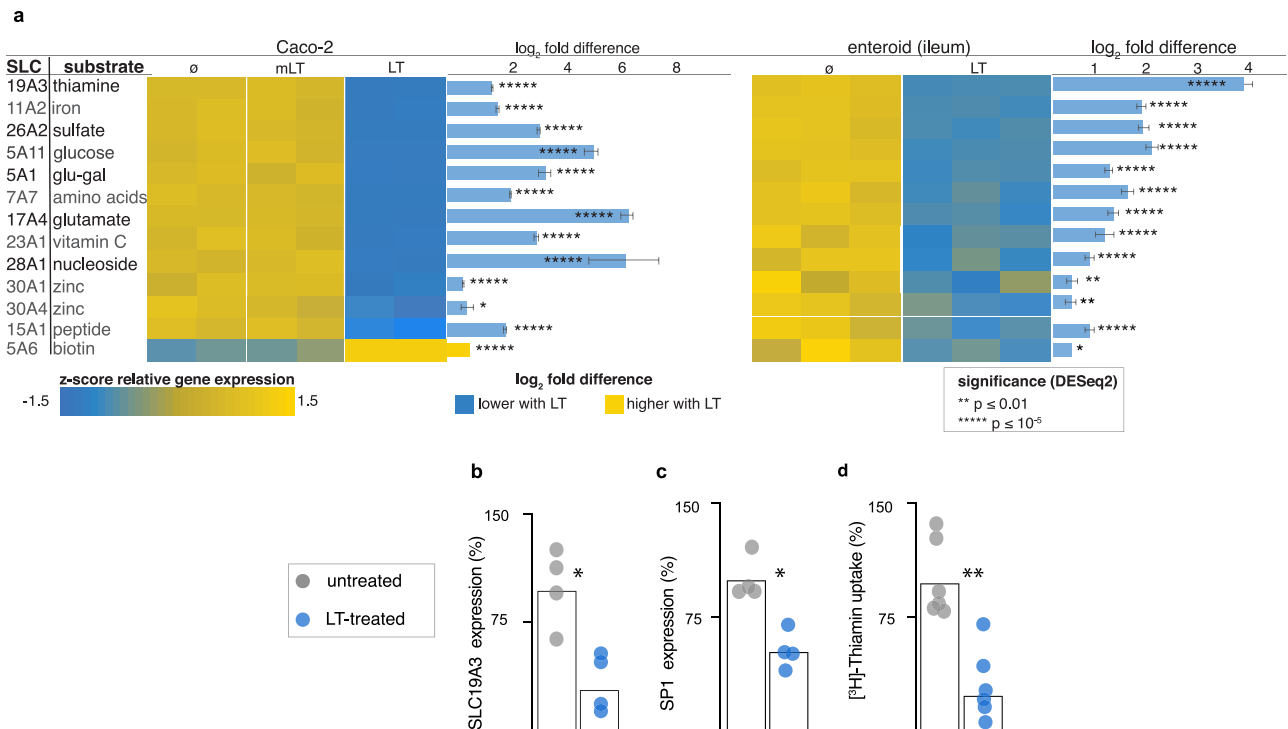 a
Caco-2 log2 fold difference enteroid (ileum) log2 fold difference
SLC substrate ø mLT LT 2 4 6 8 ø LT 1 2 3 4
19A3 thiamine ***** *****
11A2 iron ***** *****
26A2 sulfate ***** *****
5A11 glucose ***** *****
5A1 glu-gal ***** *****
7A7 amino acids ***** *****
17A4 glutamate ***** *****
23A1 vitamin C ***** *****
28A1 nucleoside ***** *****
30A1 zinc ***** **
30A4 zinc * **
15A1 peptide ***** *****
5A6 biotin ***** *
z-score relative gene expression
-1.5 1.5
log2 fold difference
lower with LT higher with LT
significance (DESeq2)
** p ≤ 0.01
***** p ≤ 10-5
b
150
75
SLC19A3 expression (%)
*
c
150
75
SP1 expression (%)
*
d
150
75
[3H]-Thiamin uptake (%)
**
untreated
LT-treated